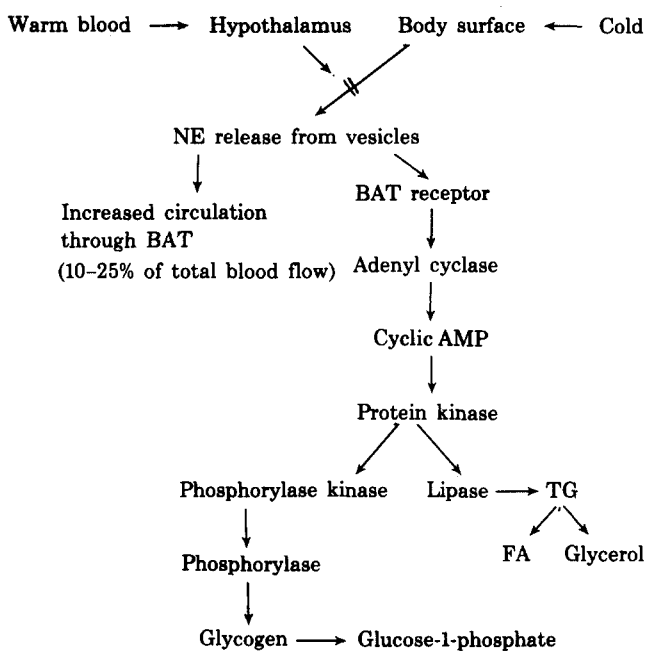 Warm blood → Hypothalamus Body surface ← Cold
NE release from vesicles
BAT receptor
Increased circulation
through BAT
(10–25% of total blood flow)
Adenyl cyclase
Cyclic AMP
Protein kinase
Phosphorylase kinase Lipase → TG
FA Glycerol
Phosphorylase
Glycogen → Glucose-1-phosphate